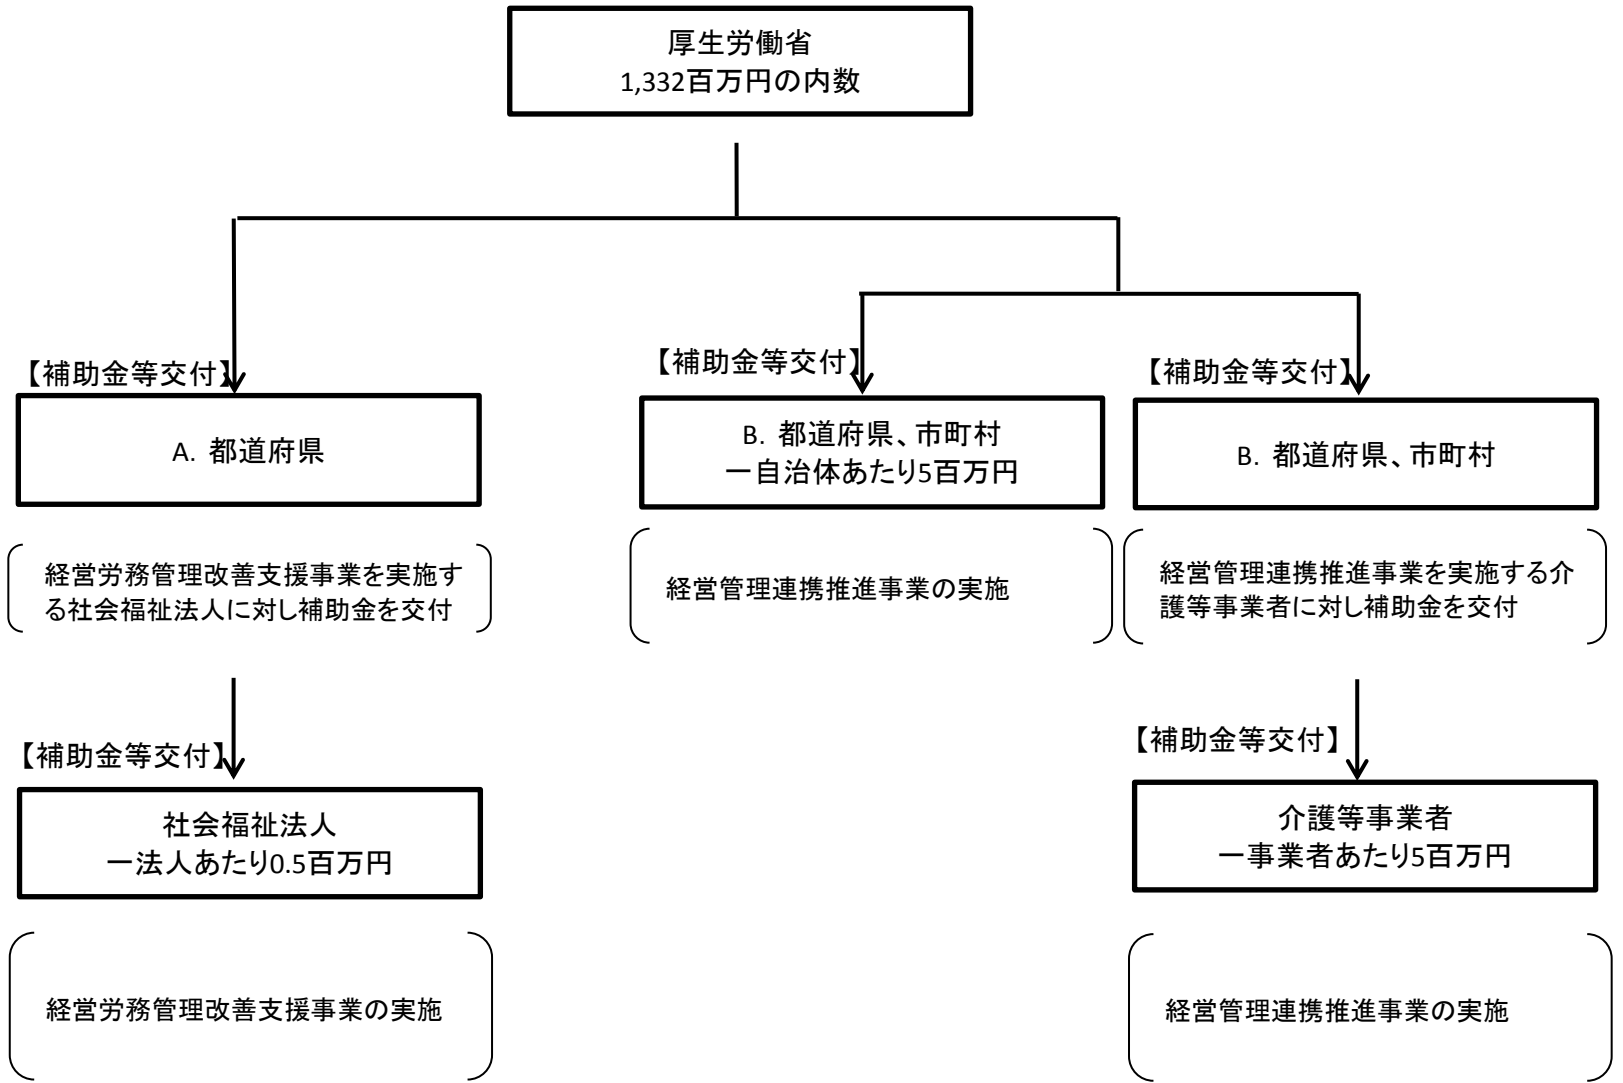 厚生労働省
1,332百万円の内数
【補助金等交付】
A. 都道府県
経営労務管理改善支援事業を実施す
る社会福祉法人に対し補助金を交付
【補助金等交付】
社会福祉法人
一法人あたり0.5百万円
経営労務管理改善支援事業の実施
【補助金等交付】
B. 都道府県、市町村
一自治体あたり5百万円
経営管理連携推進事業の実施
【補助金等交付】
B. 都道府県、市町村
経営管理連携推進事業を実施する介
護等事業者に対し補助金を交付
【補助金等交付】
介護等事業者
一事業者あたり5百万円
経営管理連携推進事業の実施